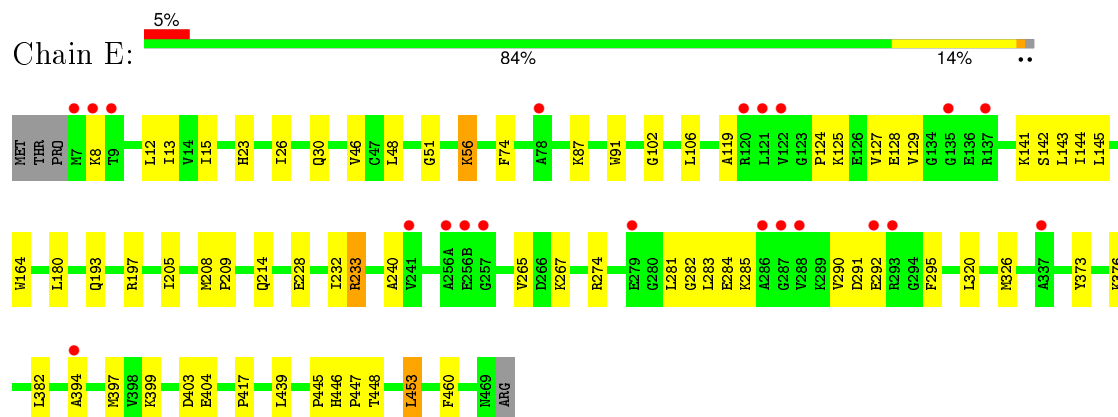 5%
Chain E:
84% 14% ••
MET THR PRO M7 K8 T9 L12 I13 V14 I15 H23 I26 Q30 V46 C47 L48 G51 K56 F74 A78 K87 W91 G102 L106 A119 R120 L121 V122 G123 P124 K125 E126 V127 E128 V129 G134 G135 E136 R137 K141 S142 L143 I144 L145
W164 L180 Q193 R197 I205 M208 P209 Q214 E228 I232 R233 A240 V241 A256A E256B G257 V265 D266 K267 R274 E279 G280 L281 G282 L283 E284 K285 A286 G287 V288 K289 V290 D291 E292 R293 G294 F295 L320 M326 A337 Y373 K376
L382 A394 M397 V398 K399 D403 E404 P417 L439 P445 H446 P447 T448 L453 F460 N469 ARG